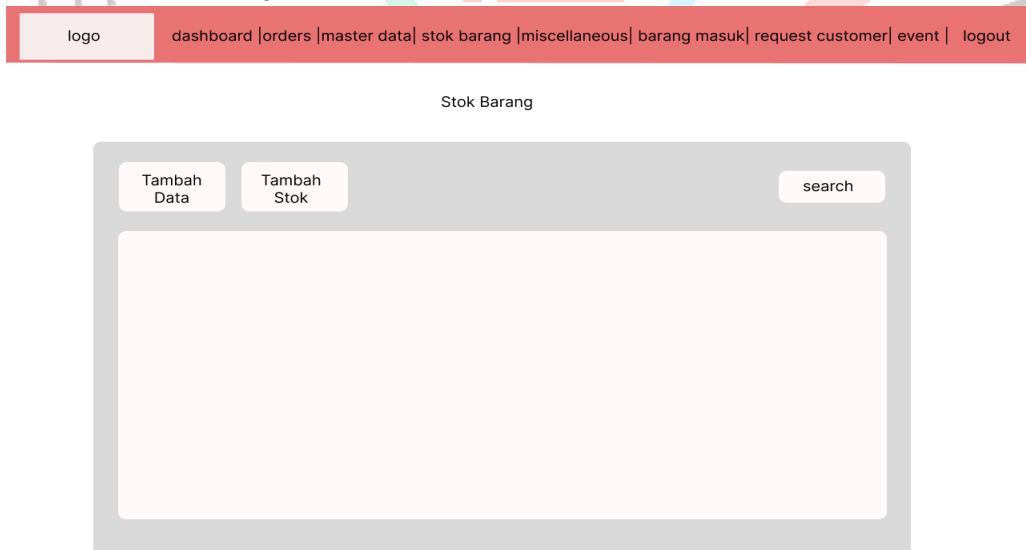 logo
dashboard |orders |master data| stok barang |miscellaneous| barang masuk| request customer| event | logout
Stok Barang
Tambah
Data
Tambah
Stok
search